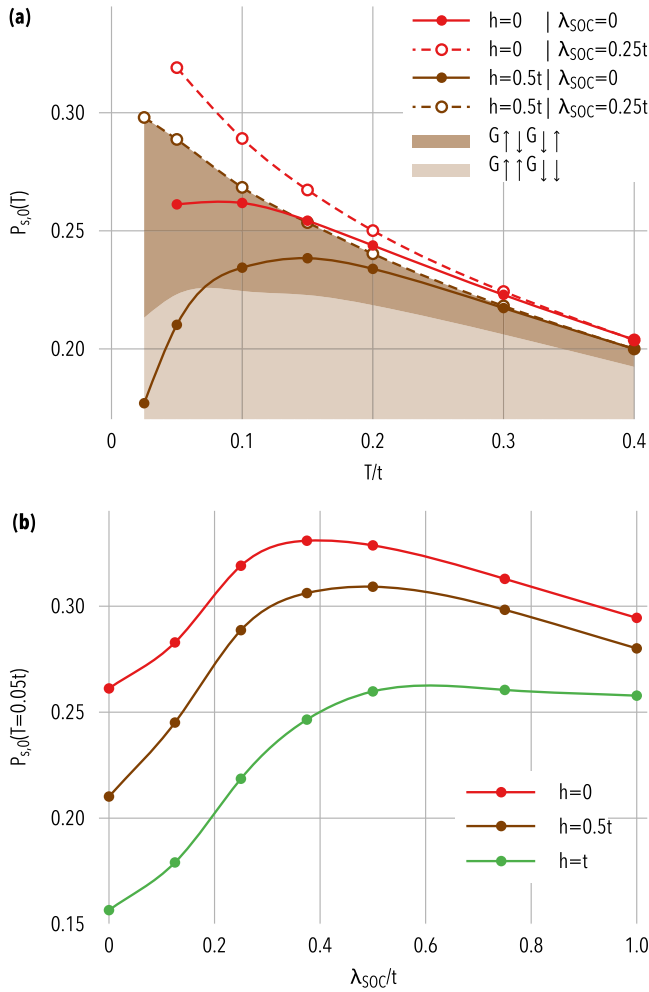 (a)
h=0 | λSOC=0
h=0 | λSOC=0.25t
h=0.5t | λSOC=0
h=0.5t | λSOC=0.25t
G↑↓G↓↑
G↑↑G↓↓
0.30
0.25
0.20
Ps,0(T)
0 0.1 0.2 0.3 0.4
T/t
(b)
0.30
0.25
0.20
0.15
Ps,0(T=0.05t)
h=0
h=0.5t
h=t
0 0.2 0.4 0.6 0.8 1.0
λSOC/t